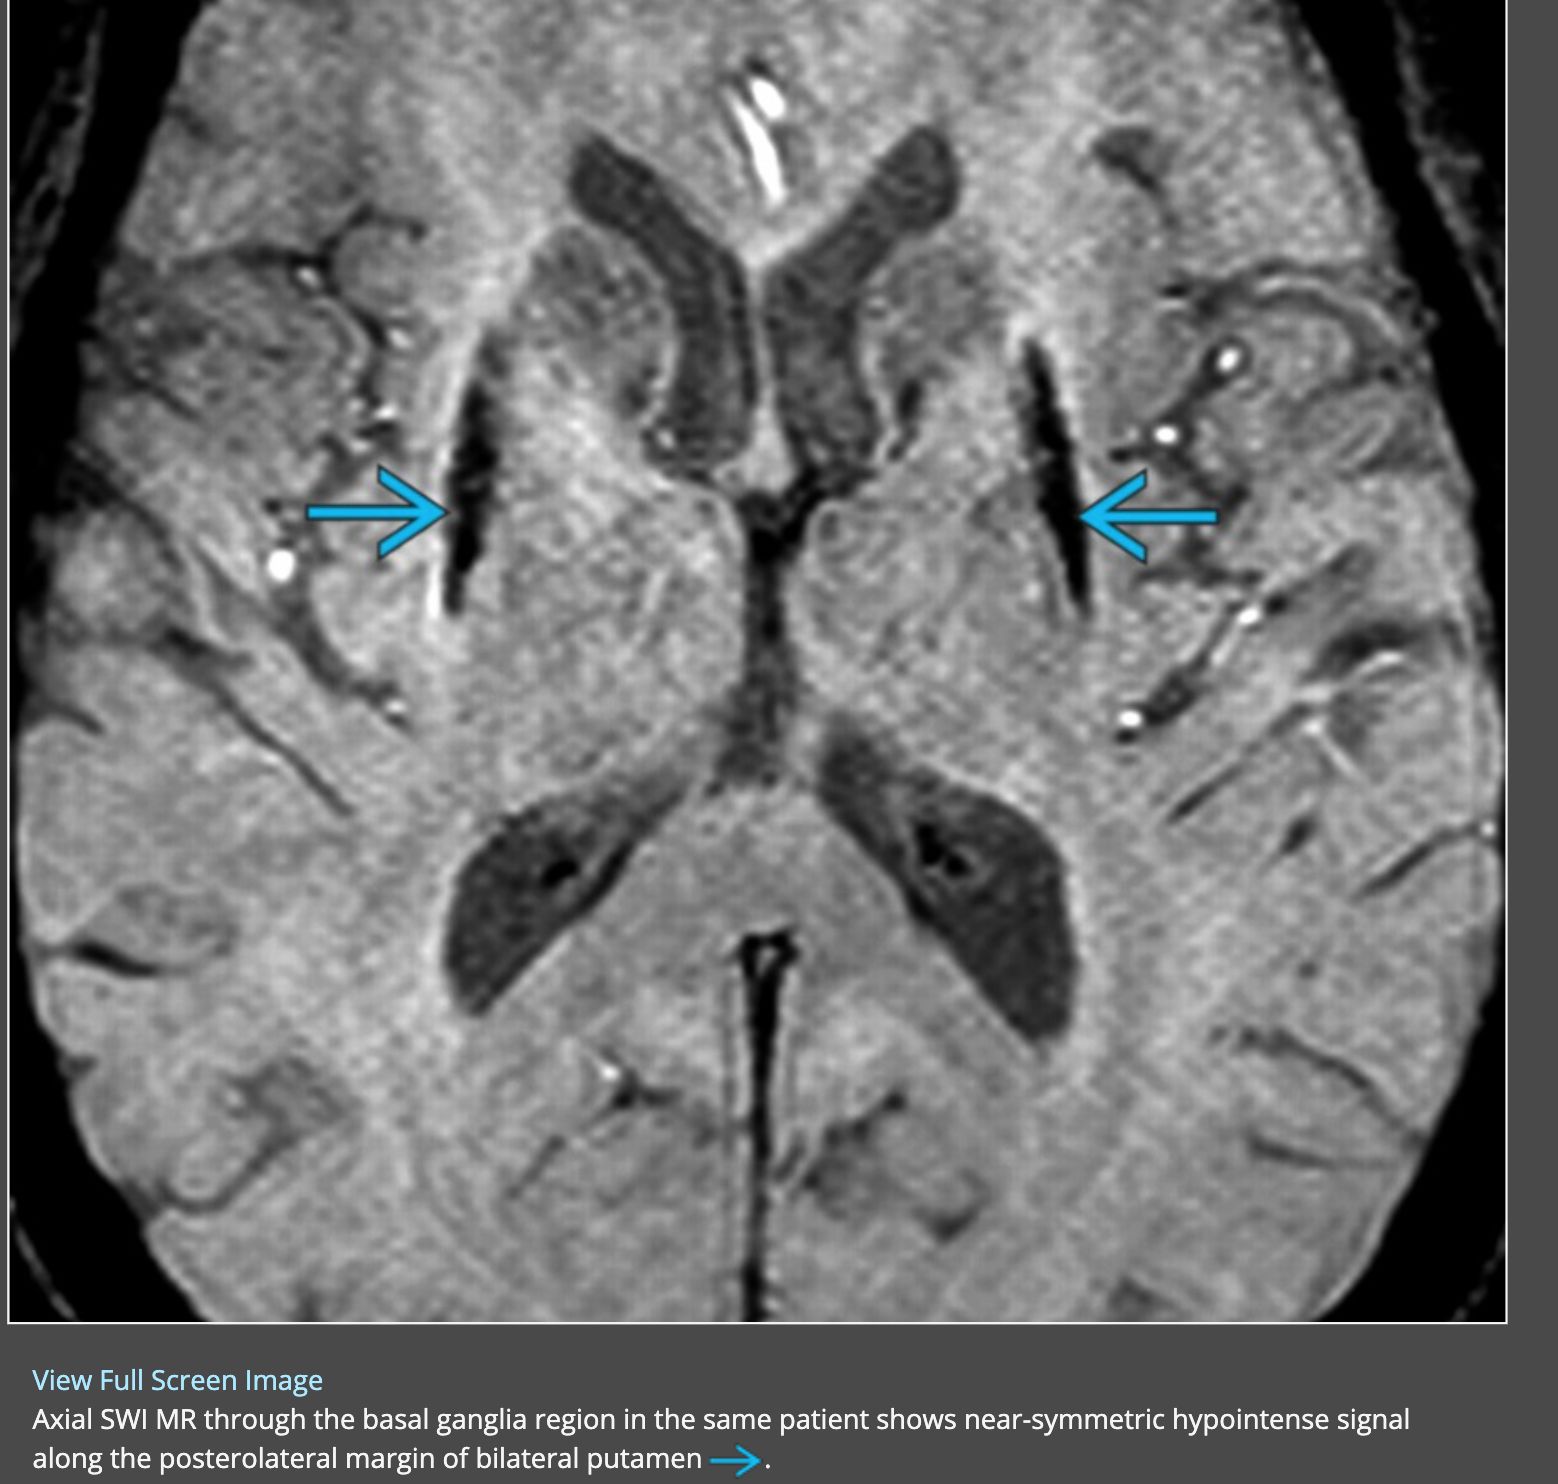 View Full Screen Image
Axial SWI MR through the basal ganglia region in the same patient shows near-symmetric hypointense signal
along the posterolateral margin of bilateral putamen →.